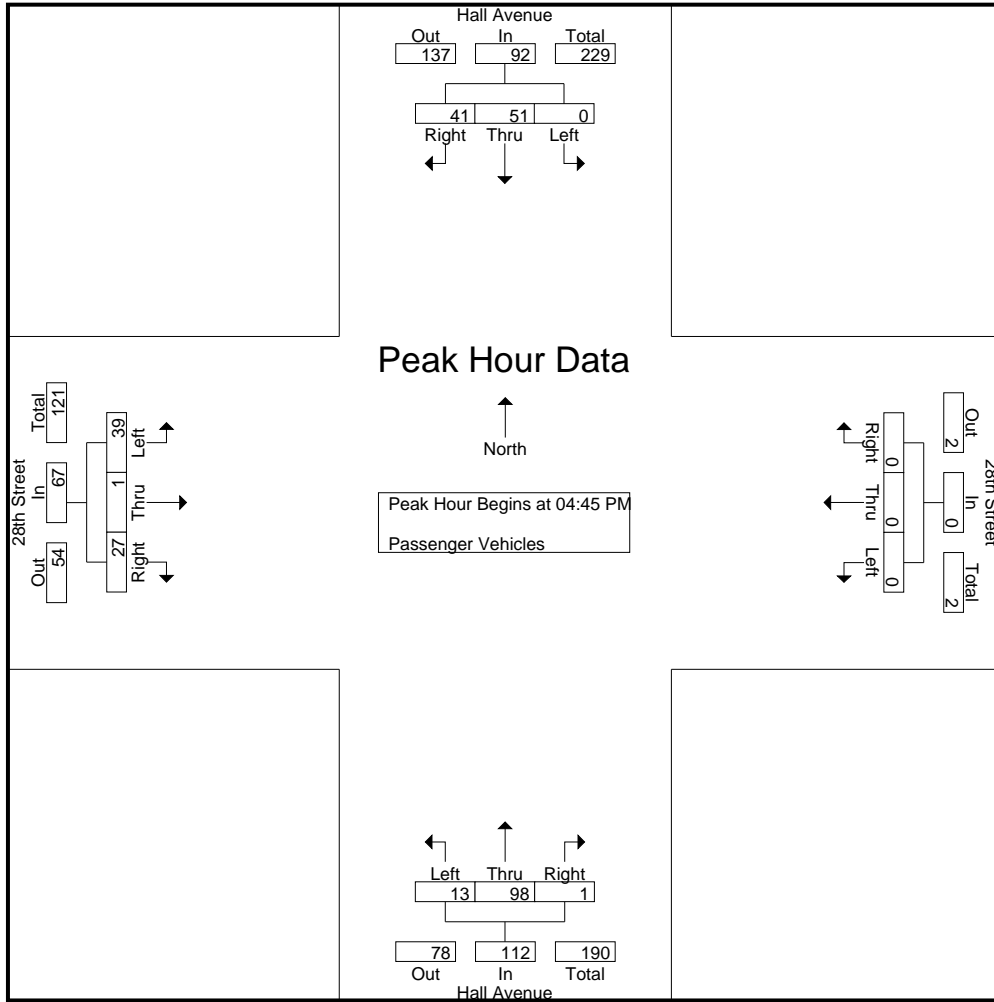 Hall Avenue
Out In Total
137 92 229
41 51 0
Right Thru Left
Peak Hour Data
North
Peak Hour Begins at 04:45 PM
Passenger Vehicles
28th Street
Total In Out
121 67 54
39 1 27
Left Thru Right
28th Street
Out In Total
2 0 2
0 0 0
Right Thru Left
Left Thru Right
13 98 1
78 112 190
Out In Total
Hall Avenue